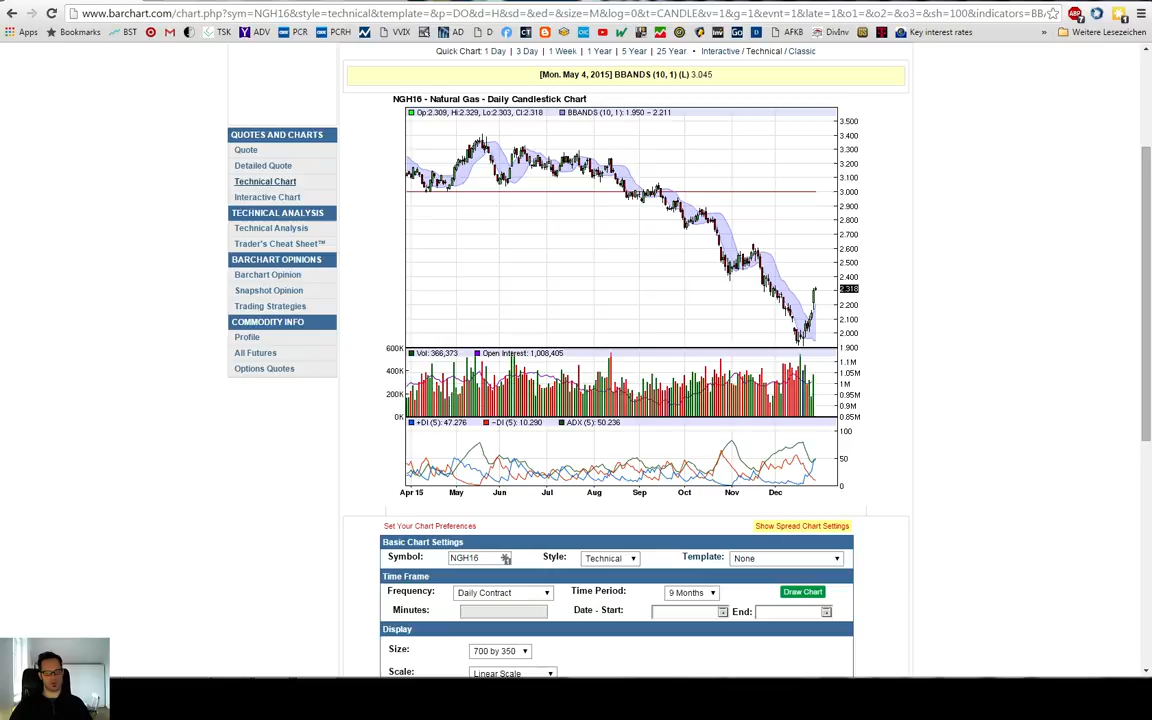 www.barchart.com/chart.php?sym=NGH16&style=technical&template=&p=DO&d=H&sd=&ed=&size=M&log=0&t=CANDLE&v=1&g=1&evnt=1&late=1&o1=&o2=&o3=&sh=100&indicators=BB
Apps Bookmarks BST TSK ADV PCR PCRH VVIX AD D AFKB DivInv Key interest rates » Weitere Lesezeichen
Quick Chart: 1 Day | 3 Day | 1 Week | 1 Year | 5 Year | 25 Year • Interactive / Technical / Classic
[Mon. May 4, 2015] BBANDS (10, 1) (L) 3.045
NGH16 - Natural Gas - Daily Candlestick Chart
Op:2.309, Hi:2.329, Lo:2.303, Cl:2.318 BBANDS (10, 1): 1.950 – 2.211
3.500
3.400
3.300
3.200
3.100
3.000
2.900
2.800
2.700
2.600
2.500
2.400
2.318
2.200
2.100
2.000
1.900
QUOTES AND CHARTS
Quote
Detailed Quote
Technical Chart
Interactive Chart
TECHNICAL ANALYSIS
Technical Analysis
Trader's Cheat Sheet™
BARCHART OPINIONS
Barchart Opinion
Snapshot Opinion
Trading Strategies
COMMODITY INFO
Profile
All Futures
Options Quotes
600K Vol: 366,373 Open Interest: 1,008,405
400K
200K
0K
1.1M
1.05M
1M
0.95M
0.9M
0.85M
+DI (5): 47.276 −DI (5): 10.290 ADX (5): 50.236
100
50
0
Apr 15 May Jun Jul Aug Sep Oct Nov Dec
Set Your Chart Preferences Show Spread Chart Settings
Basic Chart Settings
Symbol: NGH16 Style: Technical Template: None
Time Frame
Frequency: Daily Contract Time Period: 9 Months Draw Chart
Minutes: Date - Start: End:
Display
Size: 700 by 350
Scale: Linear Scale